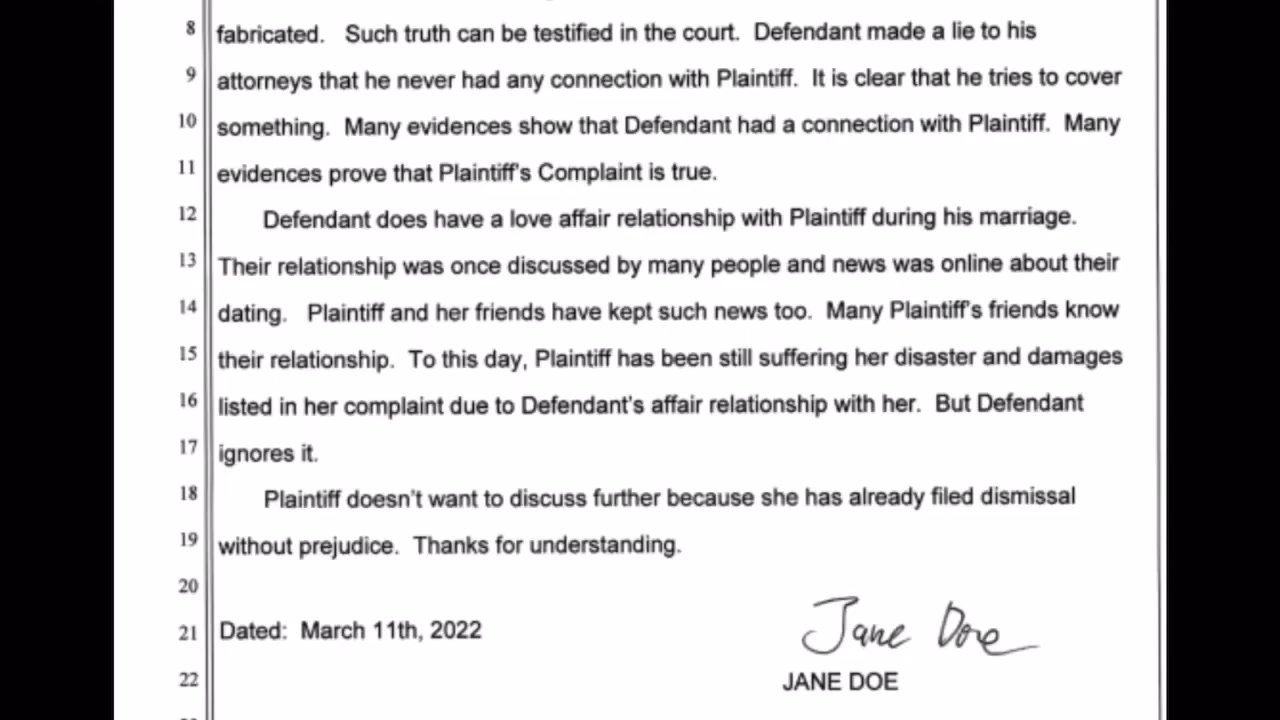 8 fabricated. Such truth can be testified in the court. Defendant made a lie to his
9 attorneys that he never had any connection with Plaintiff. It is clear that he tries to cover
10 something. Many evidences show that Defendant had a connection with Plaintiff. Many
11 evidences prove that Plaintiff's Complaint is true.
12 Defendant does have a love affair relationship with Plaintiff during his marriage.
13 Their relationship was once discussed by many people and news was online about their
14 dating. Plaintiff and her friends have kept such news too. Many Plaintiff's friends know
15 their relationship. To this day, Plaintiff has been still suffering her disaster and damages
16 listed in her complaint due to Defendant's affair relationship with her. But Defendant
17 ignores it.
18 Plaintiff doesn't want to discuss further because she has already filed dismissal
19 without prejudice. Thanks for understanding.
20
21 Dated: March 11th, 2022 Jane Doe
22 JANE DOE